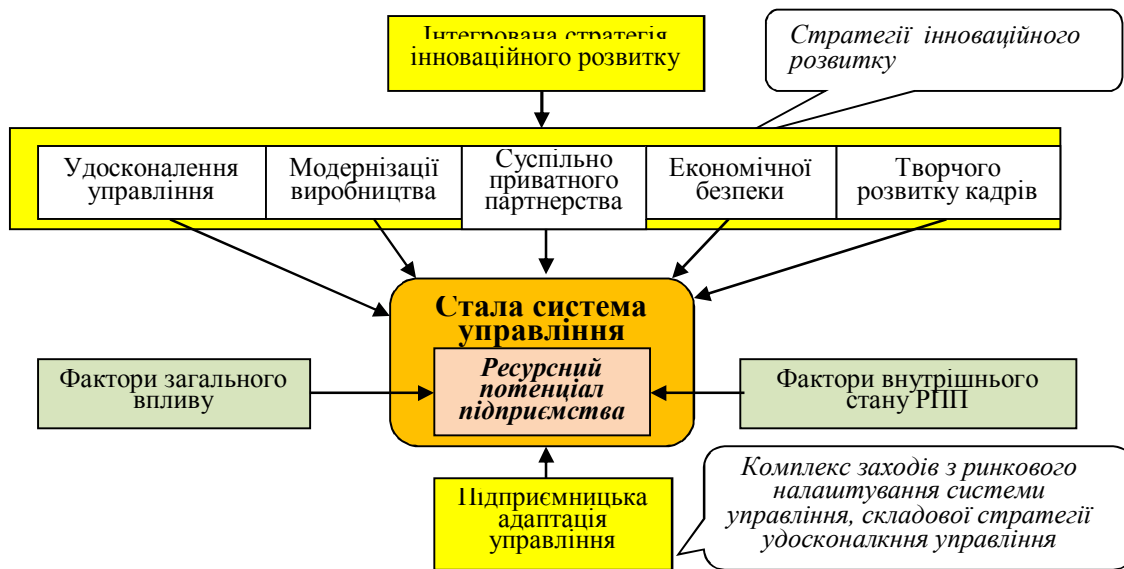 Інтегрована стратегія
інноваційного розвитку
Стратегії інноваційного
розвитку
Удосконалення
управління
Модернізації
виробництва
Суспільно
приватного
партнерства
Економічної
безпеки
Творчого
розвитку кадрів
Стала система
управління
Ресурсний
потенціал
підприємства
Фактори загального
впливу
Фактори внутрішнього
стану РПП
Підприємницька
адаптація
управління
Комплекс заходів з ринкового
налаштування системи
управління, складової стратегії
удосконалкння управління